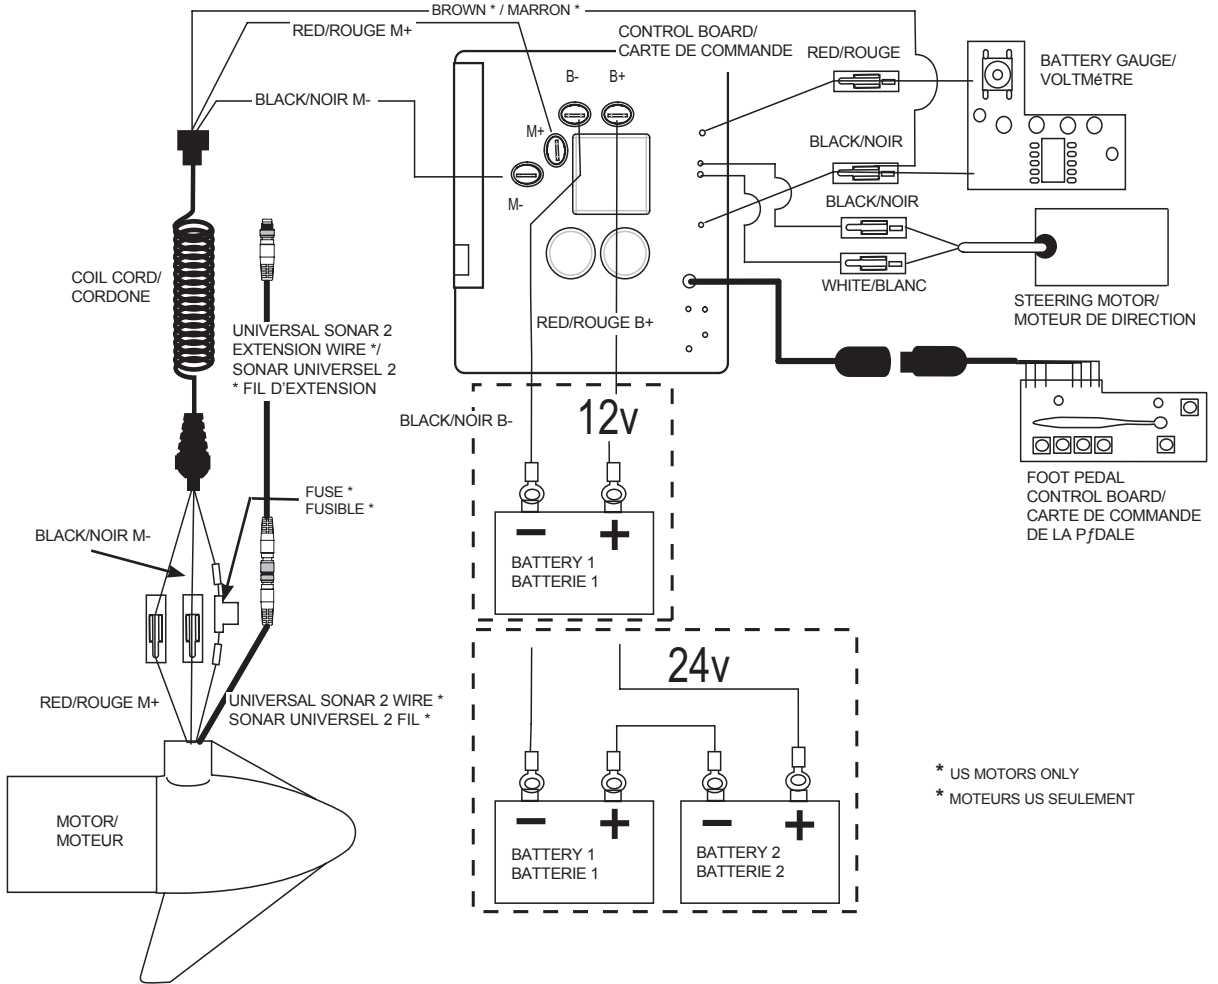 BROWN * / MARRON *
RED/ROUGE M+
CONTROL BOARD/
CARTE DE COMMANDE
RED/ROUGE
BATTERY GAUGE/
VOLTMéTRE
B-
B+
BLACK/NOIR M-
M+
M-
BLACK/NOIR
BLACK/NOIR
WHITE/BLANC
STEERING MOTOR/
MOTEUR DE DIRECTION
COIL CORD/
CORDONE
UNIVERSAL SONAR 2
EXTENSION WIRE */
SONAR UNIVERSEL 2
* FIL D'EXTENSION
RED/ROUGE B+
BLACK/NOIR B-
12v
FOOT PEDAL
CONTROL BOARD/
CARTE DE COMMANDE
DE LA PƒDALE
FUSE *
FUSIBLE *
BLACK/NOIR M-
−
+
BATTERY 1
BATTERIE 1
24v
RED/ROUGE M+
UNIVERSAL SONAR 2 WIRE *
SONAR UNIVERSEL 2 FIL *
−
+
−
+
BATTERY 1
BATTERIE 1
BATTERY 2
BATTERIE 2
* US MOTORS ONLY
* MOTEURS US SEULEMENT
MOTOR/
MOTEUR